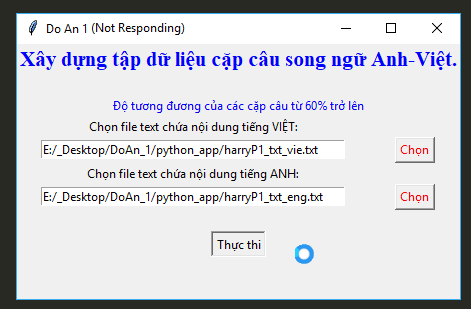 Do An 1 (Not Responding)
Xây dựng tập dữ liệu cặp câu song ngữ Anh-Việt.
Độ tương đương của các cặp câu từ 60% trở lên
Chọn file text chứa nội dung tiếng VIỆT:
E:/_Desktop/DoAn_1/python_app/harryP1_txt_vie.txt Chọn
Chọn file text chứa nội dung tiếng ANH:
E:/_Desktop/DoAn_1/python_app/harryP1_txt_eng.txt Chọn
Thực thi